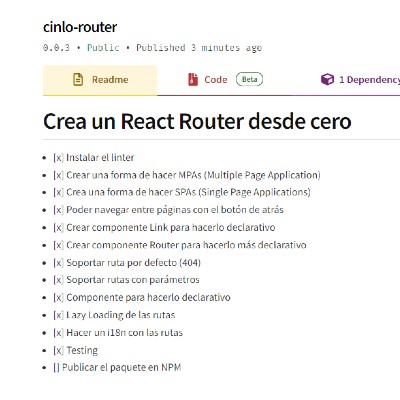 cinlo-router
0.0.3 • Public • Published 3 minutes ago
Readme
Code
Beta
1 Dependency
Crea un React Router desde cero
• [x] Instalar el linter
• [x] Crear una forma de hacer MPAs (Multiple Page Application)
• [x] Crea una forma de hacer SPAs (Single Page Applications)
• [x] Poder navegar entre páginas con el botón de atrás
• [x] Crear componente Link para hacerlo declarativo
• [x] Crear componente Router para hacerlo más declarativo
• [x] Soportar ruta por defecto (404)
• [x] Soportar rutas con parámetros
• [x] Componente para hacerlo declarativo
• [x] Lazy Loading de las rutas
• [x] Hacer un i18n con las rutas
• [x] Testing
• [] Publicar el paquete en NPM